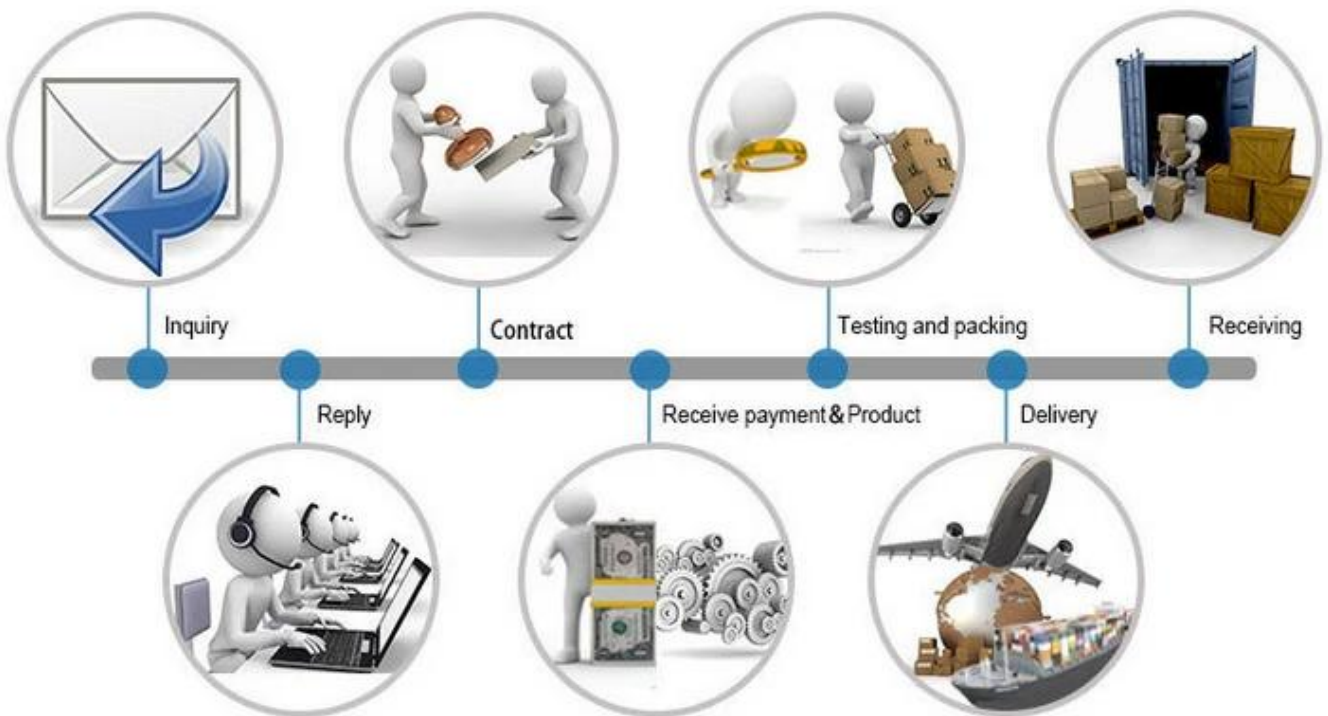 Inquiry
Reply
Contract
Receive payment&Product
Testing and packing
Delivery
Receiving